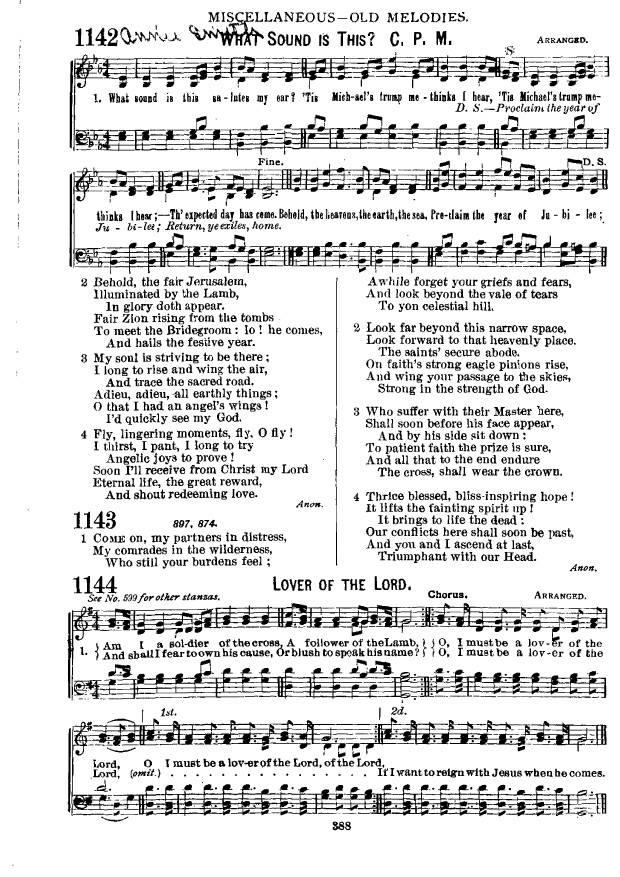 MISCELLANEOUS—OLD MELODIES.
1142 Annie
WHAT SOUND IS THIS? C. P. M.
ARRANGED.
1. What sound is this sa-lutes my ear? 'Tis Mich-ael's trump me-thinks I hear, 'Tis Michael's trump me-
D. S.—Proclaim the year of
Fine.
D. S.
thinks I hear;—Th' expected day has come. Behold, the heavens, the earth, the sea, Pro-claim the year of Ju-bi-lee;
Ju - bi-lee; Return, ye exiles, home.
2 Behold, the fair Jerusalem,
Illuminated by the Lamb,
In glory doth appear.
Fair Zion rising from the tombs
To meet the Bridegroom: lo! he comes,
And hails the festive year.
3 My soul is striving to be there;
I long to rise and wing the air,
And trace the sacred road.
Adieu, adieu, all earthly things;
O that I had an angel's wings!
I'd quickly see my God.
4 Fly, lingering moments, fly, O fly!
I thirst, I pant, I long to try
Angelic joys to prove!
Soon I'll receive from Christ my Lord
Eternal life, the great reward,
And shout redeeming love.
Anon.
1143 897, 874.
1 COME on, my partners in distress,
My comrades in the wilderness,
Who still your burdens feel;
Awhile forget your griefs and fears,
And look beyond the vale of tears
To yon celestial hill.
2 Look far beyond this narrow space,
Look forward to that heavenly place.
The saints' secure abode.
On faith's strong eagle pinions rise,
And wing your passage to the skies,
Strong in the strength of God.
3 Who suffer with their Master here,
Shall soon before his face appear,
And by his side sit down:
To patient faith the prize is sure,
And all that to the end endure
The cross, shall wear the crown.
4 Thrice blessed, bliss-inspiring hope!
It lifts the fainting spirit up!
It brings to life the dead:
Our conflicts here shall soon be past,
And you and I ascend at last,
Triumphant with our Head.
Anon.
1144
LOVER OF THE LORD.
See No. 599 for other stanzas.
Chorus.
ARRANGED.
1. { Am I a sol-dier of the cross, A follower of the Lamb, } { O, I must be a lov-er of the
{ And shall I fear to own his cause, Or blush to speak his name? } { O, I must be a lov-er of the
1st.
2d.
Lord, O I must be a lov-er of the Lord, of the Lord,
Lord, (omit.) . . . . . . . . . . . . . . . . . . If I want to reign with Jesus when he comes.
388